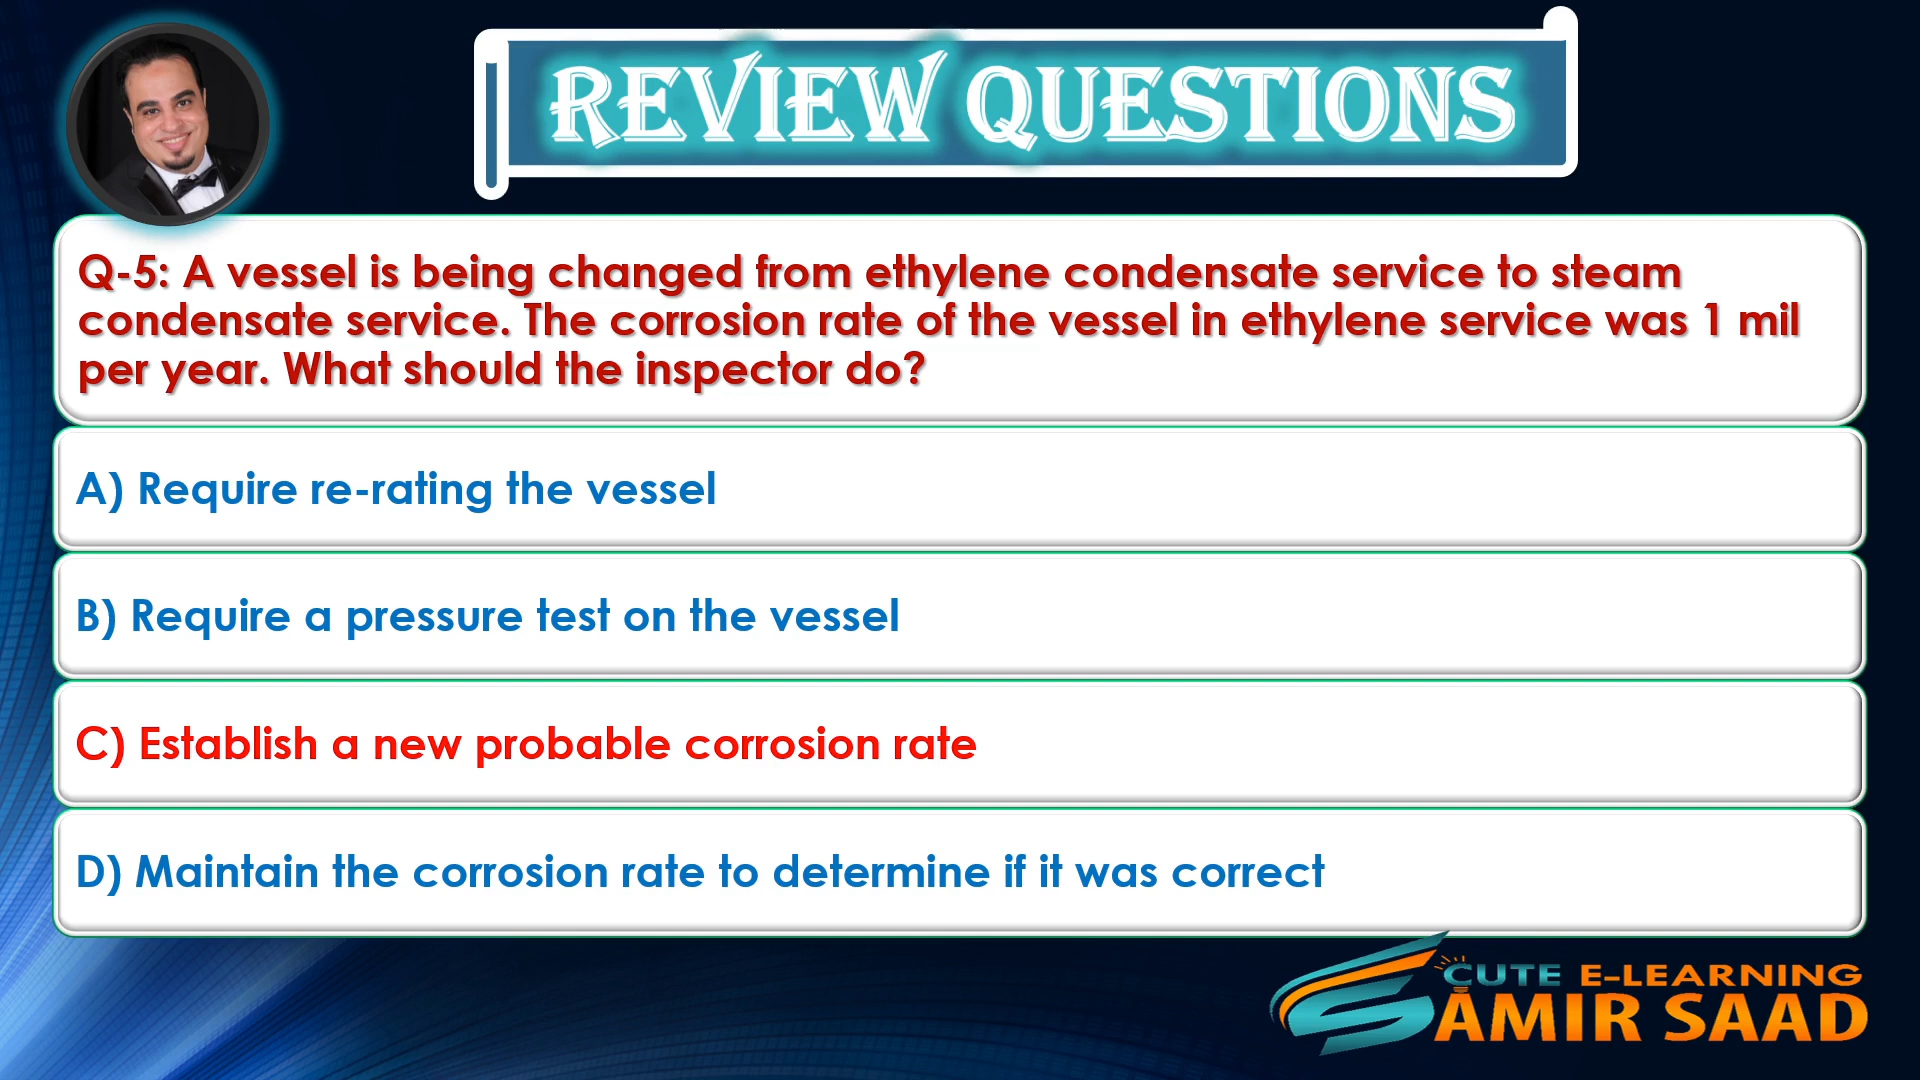 REVIEW QUESTIONS
Q-5: A vessel is being changed from ethylene condensate service to steam
condensate service. The corrosion rate of the vessel in ethylene service was 1 mil
per year. What should the inspector do?
A) Require re-rating the vessel
B) Require a pressure test on the vessel
C) Establish a new probable corrosion rate
D) Maintain the corrosion rate to determine if it was correct
CUTE E-LEARNING
AMIR SAAD